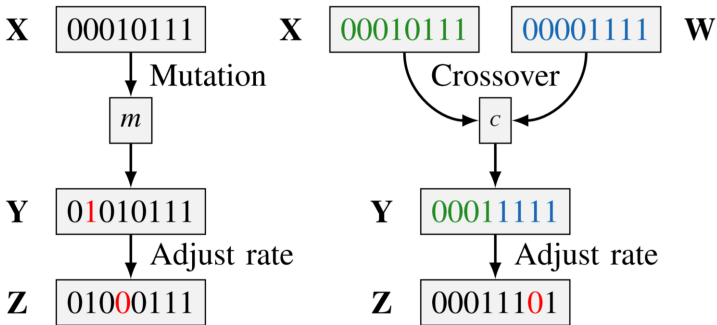 X 00010111 X 00010111 00001111 W
Mutation Crossover
m c
Y 01010111 Y 00011111
Adjust rate Adjust rate
Z 01000111 Z 00011101